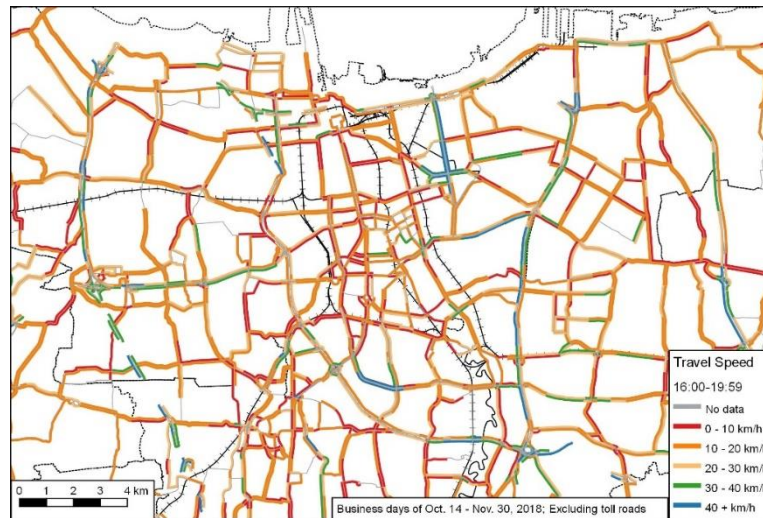 Travel Speed
16:00-19:59
No data
0 - 10 km/h
10 - 20 km/
20 - 30 km/
30 - 40 km/
40 + km/h
0 1 2 3 4 km
Business days of Oct. 14 - Nov. 30, 2018; Excluding toll roads